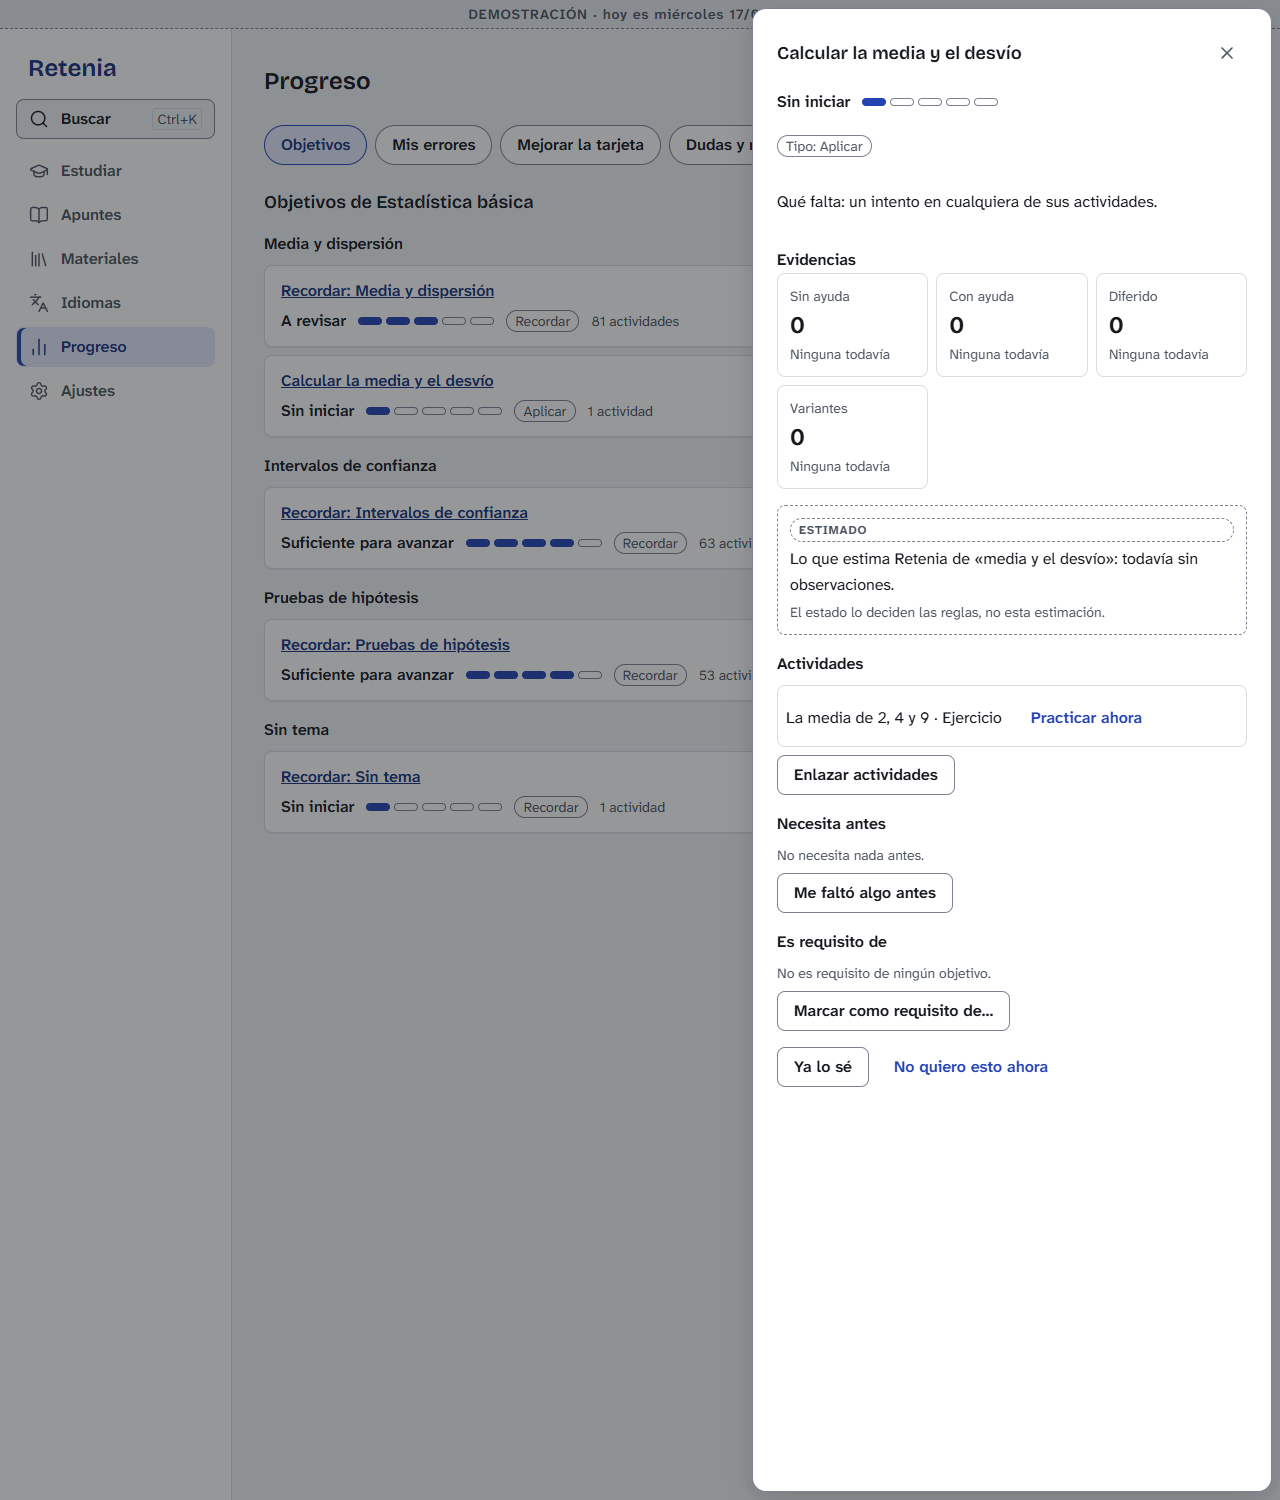 DEMOSTRACIÓN · hoy es miércoles 17/
Retenia
Buscar Ctrl+K
Estudiar
Apuntes
Materiales
Idiomas
Progreso
Ajustes
Progreso
Objetivos Mis errores Mejorar la tarjeta Dudas y
Objetivos de Estadística básica
Media y dispersión
Recordar: Media y dispersión
A revisar Recordar 81 actividades
Calcular la media y el desvío
Sin iniciar Aplicar 1 actividad
Intervalos de confianza
Recordar: Intervalos de confianza
Suficiente para avanzar Recordar 63 activi
Pruebas de hipótesis
Recordar: Pruebas de hipótesis
Suficiente para avanzar Recordar 53 activi
Sin tema
Recordar: Sin tema
Sin iniciar Recordar 1 actividad
Calcular la media y el desvío
Sin iniciar
Tipo: Aplicar
Qué falta: un intento en cualquiera de sus actividades.
Evidencias
Sin ayuda Con ayuda Diferido
0 0 0
Ninguna todavía Ninguna todavía Ninguna todavía
Variantes
0
Ninguna todavía
ESTIMADO
Lo que estima Retenia de «media y el desvío»: todavía sin
observaciones.
El estado lo deciden las reglas, no esta estimación.
Actividades
La media de 2, 4 y 9 · Ejercicio Practicar ahora
Enlazar actividades
Necesita antes
No necesita nada antes.
Me faltó algo antes
Es requisito de
No es requisito de ningún objetivo.
Marcar como requisito de...
Ya lo sé No quiero esto ahora